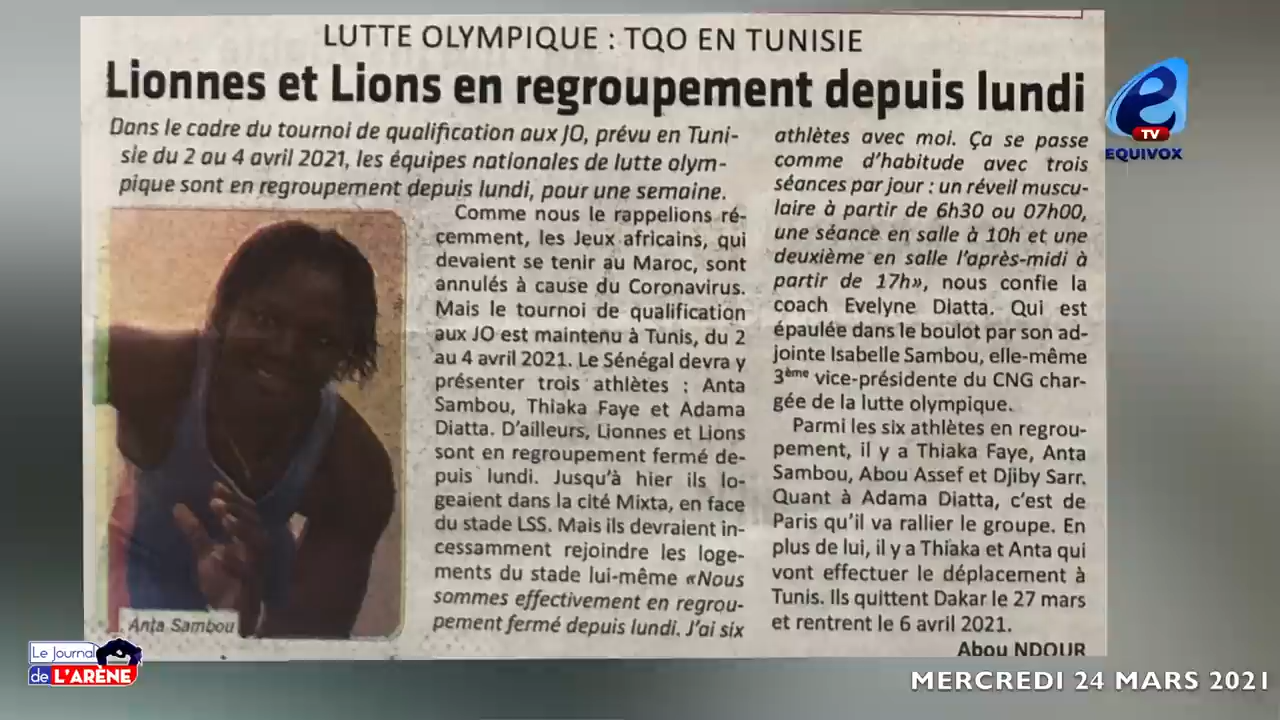 LUTTE OLYMPIQUE : TQO EN TUNISIE
Lionnes et Lions en regroupement depuis lundi
Dans le cadre du tournoi de qualification aux JO, prévu en Tuni-
sie du 2 au 4 avril 2021, les équipes nationales de lutte olym-
pique sont en regroupement depuis lundi, pour une semaine.
Comme nous le rappelions ré-
cemment, les Jeux africains, qui
devaient se tenir au Maroc, sont
annulés à cause du Coronavirus.
Mais le tournoi de qualification
aux JO est maintenu à Tunis, du 2
au 4 avril 2021. Le Sénégal devra y
présenter trois athlètes : Anta
Sambou, Thiaka Faye et Adama
Diatta. D'ailleurs, Lionnes et Lions
sont en regroupement fermé de-
puis lundi. Jusqu'à hier ils lo-
geaient dans la cité Mixta, en face
du stade LSS. Mais ils devraient in-
cessamment rejoindre les loge-
ments du stade lui-même «Nous
sommes effectivement en regrou-
pement fermé depuis lundi. J'ai six
athlètes avec moi. Ça se passe
comme d'habitude avec trois
séances par jour : un réveil muscu-
laire à partir de 6h30 ou 07h00,
une séance en salle à 10h et une
deuxième en salle l'après-midi à
partir de 17h», nous confie la
coach Evelyne Diatta. Qui est
épaulée dans le boulot par son ad-
jointe Isabelle Sambou, elle-même
3ème vice-présidente du CNG char-
gée de la lutte olympique.
Parmi les six athlètes en regrou-
pement, il y a Thiaka Faye, Anta
Sambou, Abou Assef et Djiby Sarr.
Quant à Adama Diatta, c'est de
Paris qu'il va rallier le groupe. En
plus de lui, il y a Thiaka et Anta qui
vont effectuer le déplacement à
Tunis. Ils quittent Dakar le 27 mars
et rentrent le 6 avril 2021.
Abou NDOUR
Anta Sambou
e
TV
EQUIVOX
Le Journal
de L'ARÈNE
MERCREDI 24 MARS 2021